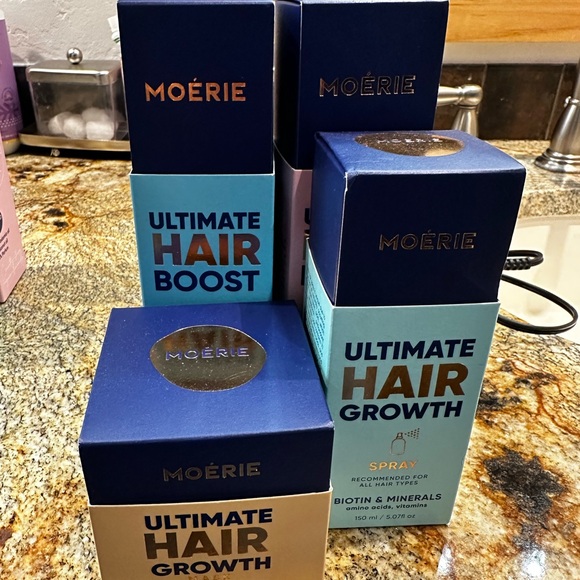 MOÉRIE
ULTIMATE
HAIR
BOOST
MOÉRIE
MOÉRIE
MOÉRIE
ULTIMATE
HAIR
GROWTH
SPRAY
RECOMMENDED FOR
ALL HAIR TYPES
BIOTIN & MINERALS
amino acids, vitamins
150 ml / 5.07fl oz
MOÉRIE
MOÉRIE
ULTIMATE
HAIR
GROWTH